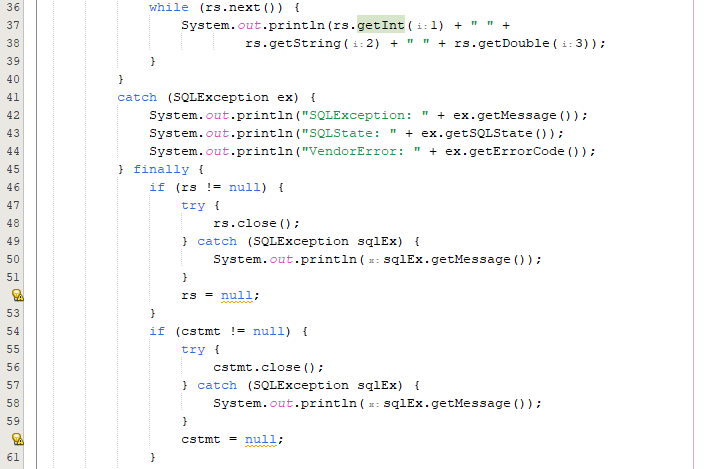 36 while (rs.next()) {
37 System.out.println(rs.getInt(i:1) + " " +
38 rs.getString(i:2) + " " + rs.getDouble(i:3));
39 }
40 }
41 catch (SQLException ex) {
42 System.out.println("SQLException: " + ex.getMessage());
43 System.out.println("SQLState: " + ex.getSQLState());
44 System.out.println("VendorError: " + ex.getErrorCode());
45 } finally {
46 if (rs != null) {
47 try {
48 rs.close();
49 } catch (SQLException sqlEx) {
50 System.out.println(x:sqlEx.getMessage());
51 }
rs = null;
53 }
54 if (cstmt != null) {
55 try {
56 cstmt.close();
57 } catch (SQLException sqlEx) {
58 System.out.println(x:sqlEx.getMessage());
59 }
cstmt = null;
61 }